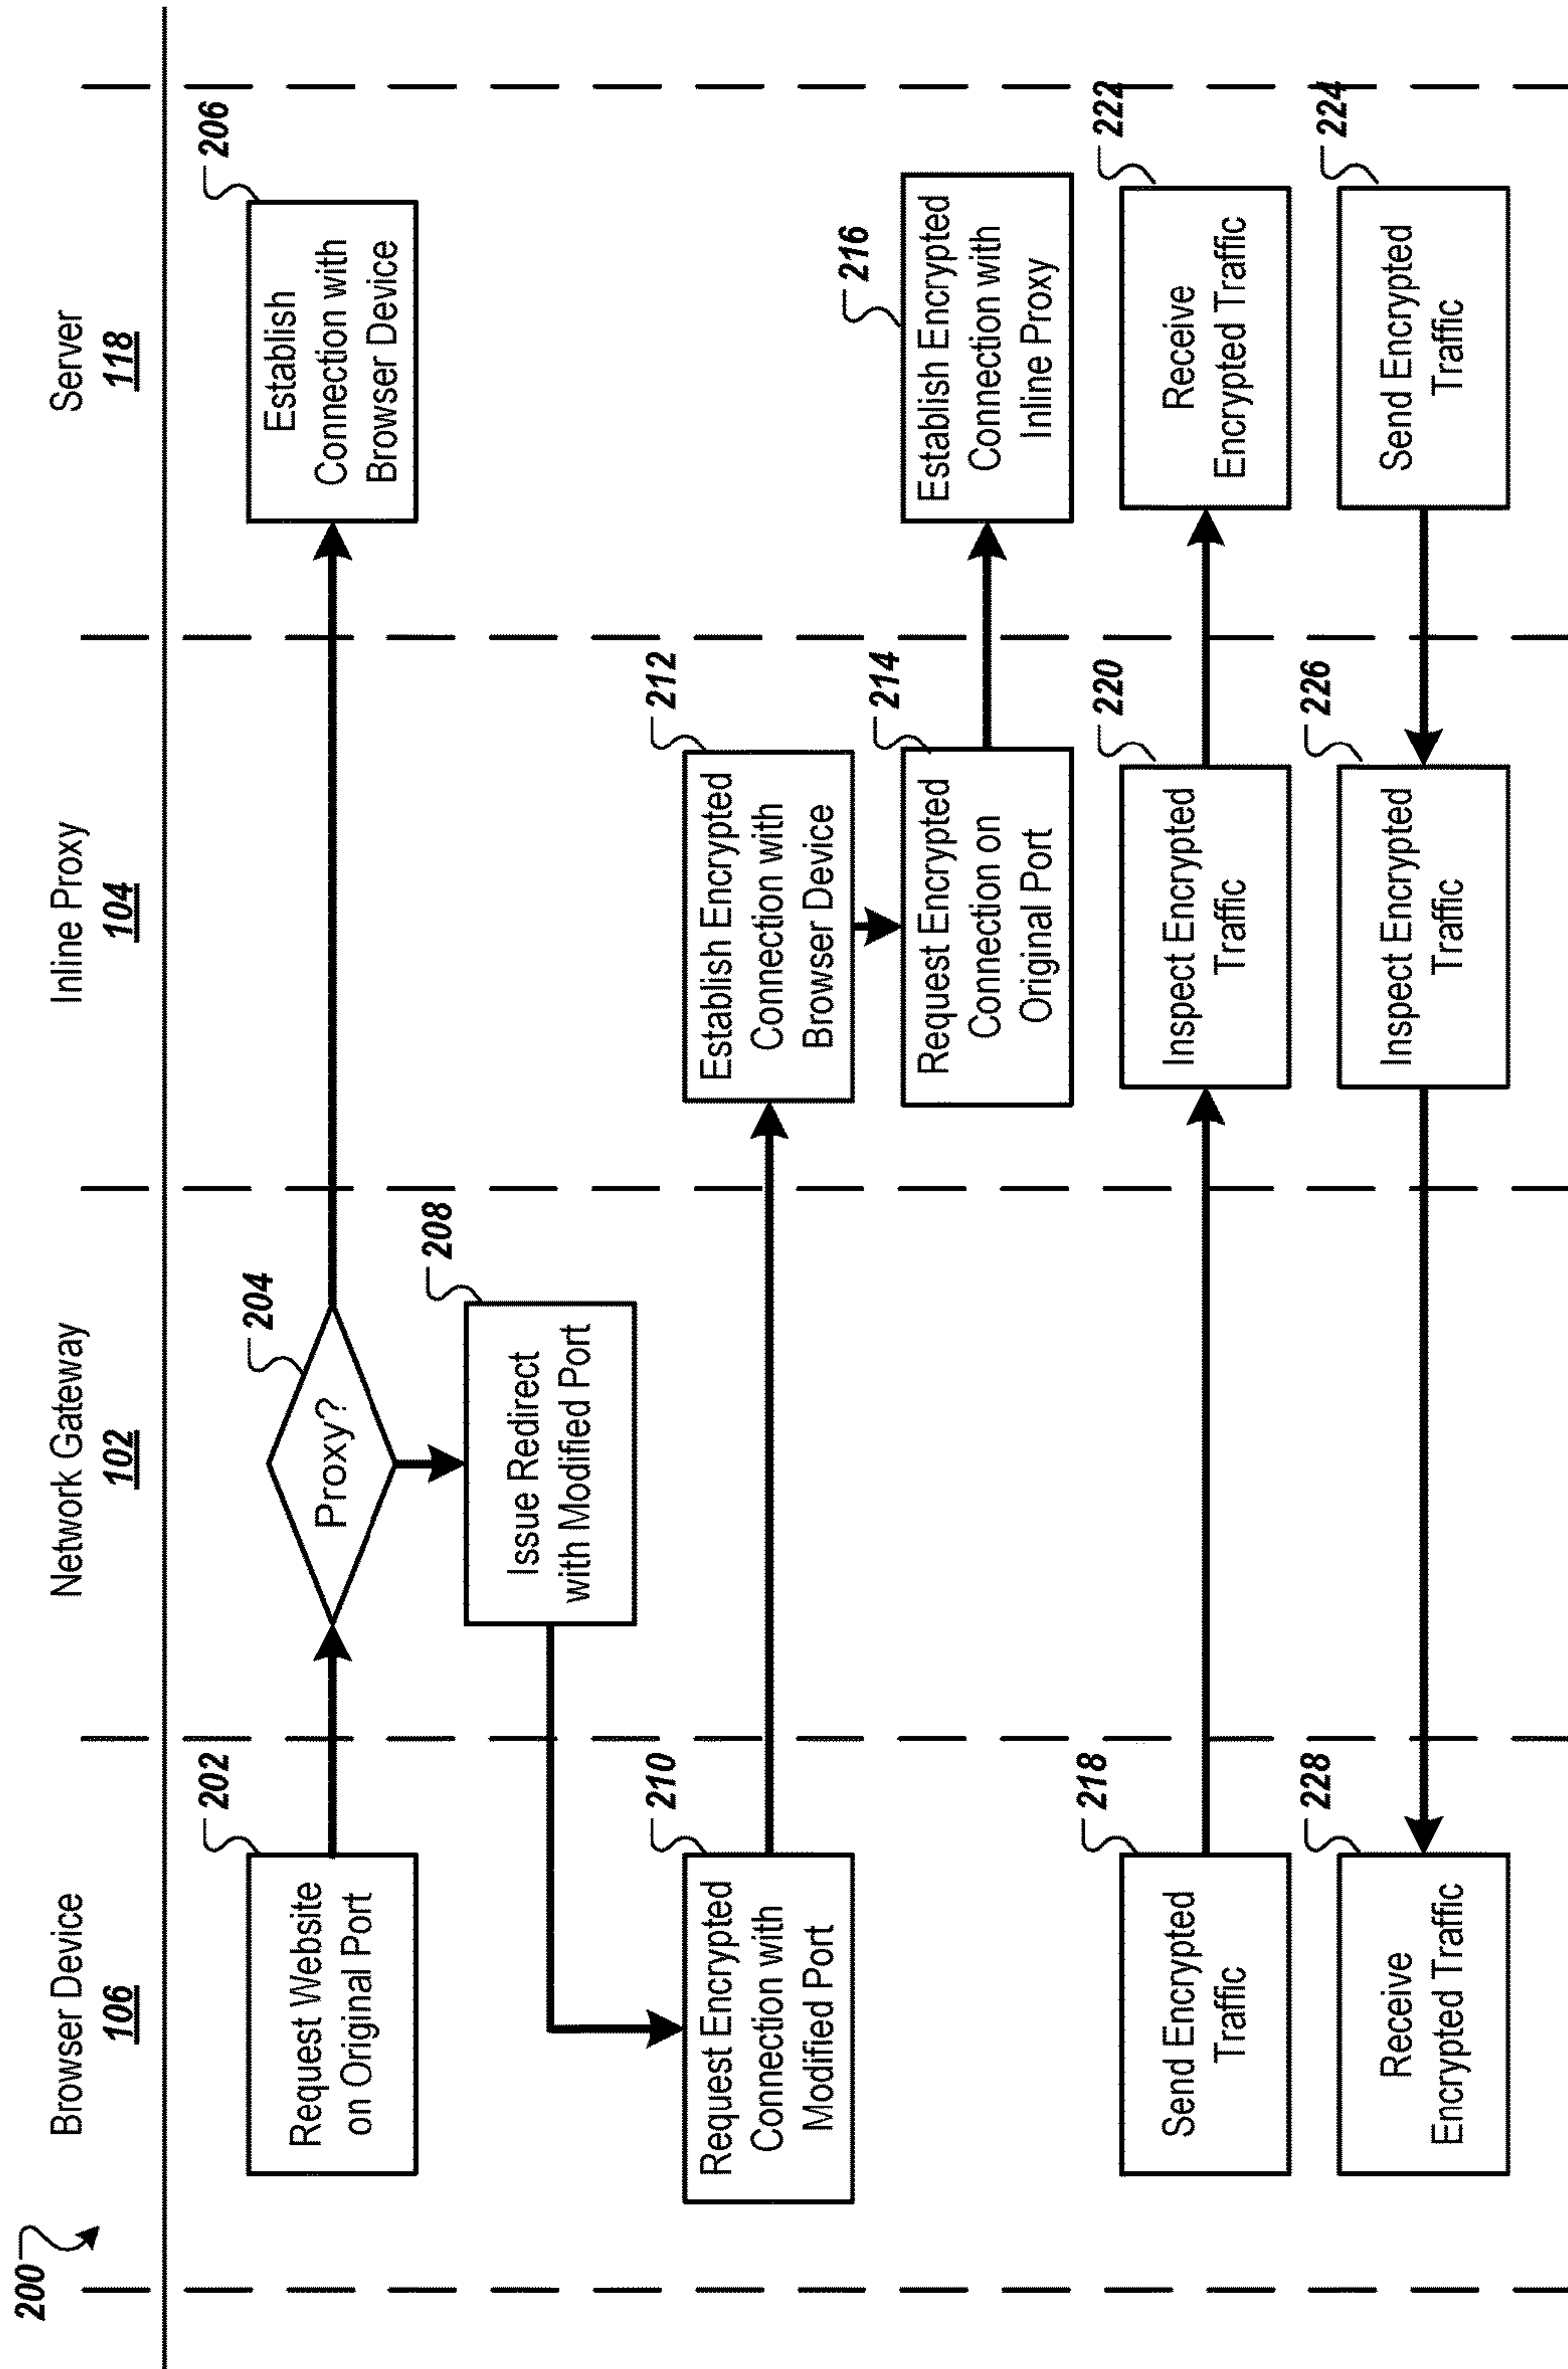 200
Browser Device
106
Network Gateway
102
Inline Proxy
104
Server
118
202
Request Website
on Original Port
204
Proxy?
206
Establish
Connection with
Browser Device
208
Issue Redirect
with Modified Port
210
Request Encrypted
Connection with
Modified Port
212
Establish Encrypted
Connection with
Browser Device
214
Request Encrypted
Connection on
Original Port
216
Establish Encrypted
Connection with
Inline Proxy
218
Send Encrypted
Traffic
220
Inspect Encrypted
Traffic
222
Receive
Encrypted Traffic
224
Send Encrypted
Traffic
226
Inspect Encrypted
Traffic
228
Receive
Encrypted Traffic